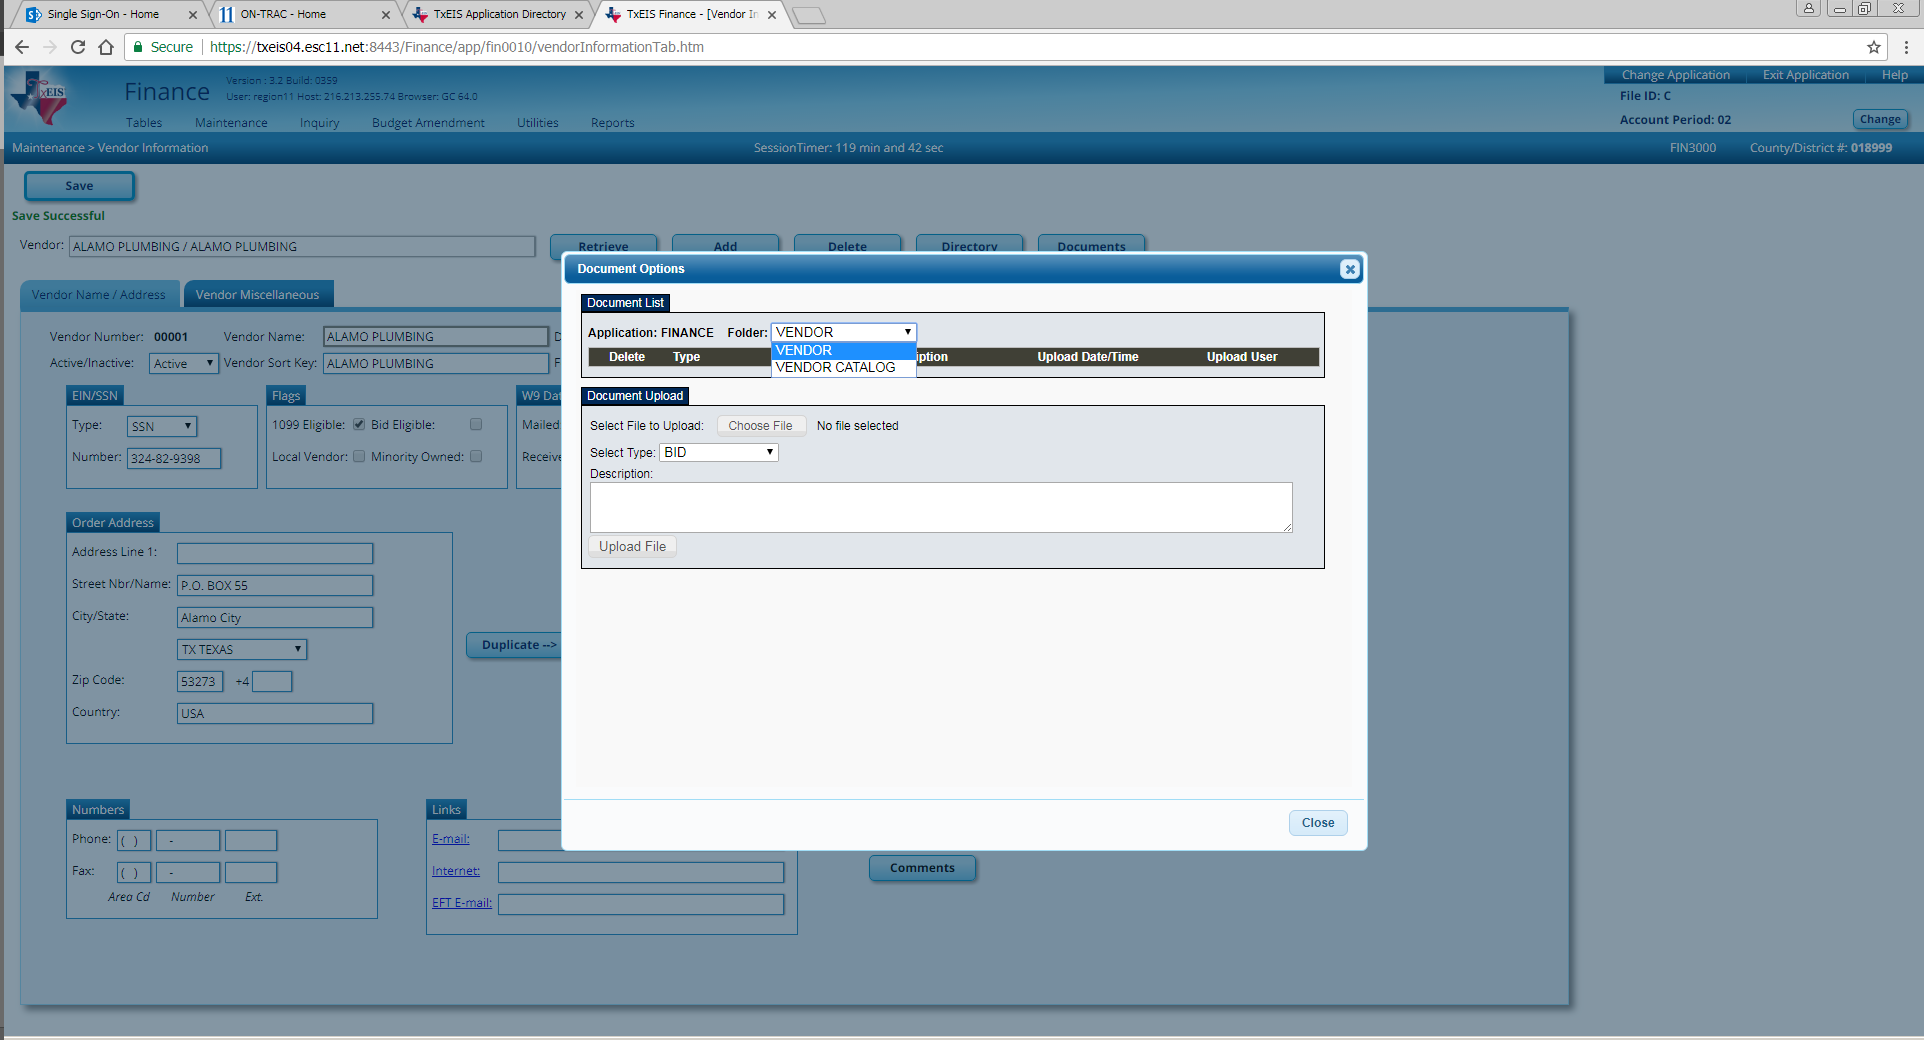 Single Sign-On - Home
11 ON-TRAC - Home
TxEIS Application Directory
TxEIS Finance - [Vendor In
Secure https://txeis04.esc11.net:8443/Finance/app/fin0010/vendorInformationTab.htm
TxEIS
Finance
Version : 3.2 Build: 0359
User: region11 Host: 216.213.255.74 Browser: GC 64.0
Change Application Exit Application Help
File ID: C
Account Period: 02 Change
Tables Maintenance Inquiry Budget Amendment Utilities Reports
Maintenance > Vendor Information SessionTimer: 119 min and 42 sec FIN3000 County/District #: 018999
Save
Save Successful
Vendor: ALAMO PLUMBING / ALAMO PLUMBING Retrieve Add Delete Directory Documents
Vendor Name / Address Vendor Miscellaneous
Vendor Number: 00001 Vendor Name: ALAMO PLUMBING D
Active/Inactive: Active Vendor Sort Key: ALAMO PLUMBING F
EIN/SSN
Type: SSN
Number: 324-82-9398
Flags
1099 Eligible: Bid Eligible:
Local Vendor: Minority Owned:
W9 Dat
Mailed
Receive
Order Address
Address Line 1:
Street Nbr/Name: P.O. BOX 55
City/State: Alamo City
TX TEXAS
Zip Code: 53273 +4
Country: USA
Duplicate -->
Numbers
Phone: ( ) -
Fax: ( ) -
Area Cd Number Ext.
Links
E-mail:
Internet:
EFT E-mail:
Comments
Document Options
Document List
Application: FINANCE Folder: VENDOR
VENDOR
VENDOR CATALOG
Delete Type iption Upload Date/Time Upload User
Document Upload
Select File to Upload: Choose File No file selected
Select Type: BID
Description:
Upload File
Close